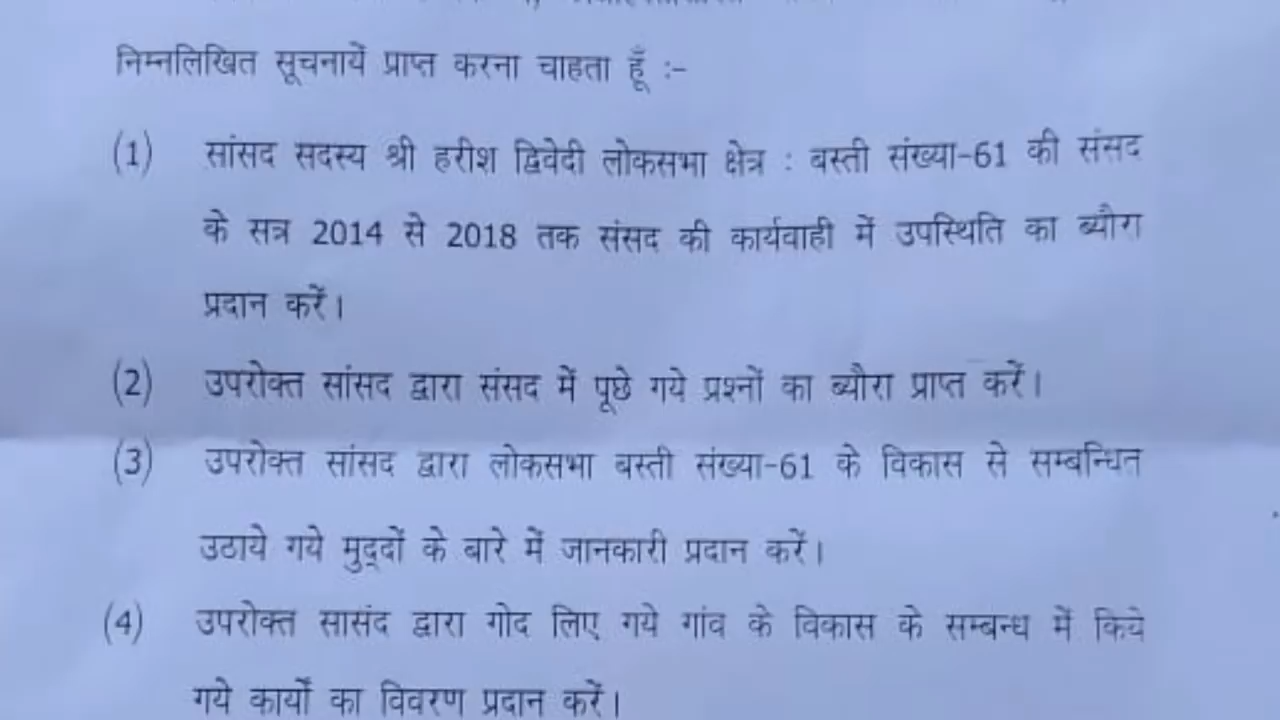 निम्नलिखित सूचनायें प्राप्त करना चाहता हूँ :-
(1) सांसद सदस्य श्री हरीश द्विवेदी लोकसभा क्षेत्र : बस्ती संख्या-61 की संसद
के सत्र 2014 से 2018 तक संसद की कार्यवाही में उपस्थिति का ब्यौरा
प्रदान करें।
(2) उपरोक्त सांसद द्वारा संसद में पूछे गये प्रश्नों का ब्यौरा प्राप्त करें।
(3) उपरोक्त सांसद द्वारा लोकसभा बस्ती संख्या-61 के विकास से सम्बन्धित
उठाये गये मुद्दों के बारे में जानकारी प्रदान करें।
(4) उपरोक्त सासंद द्वारा गोद लिए गये गांव के विकास के सम्बन्ध में किये
गये कार्यों का विवरण प्रदान करें।